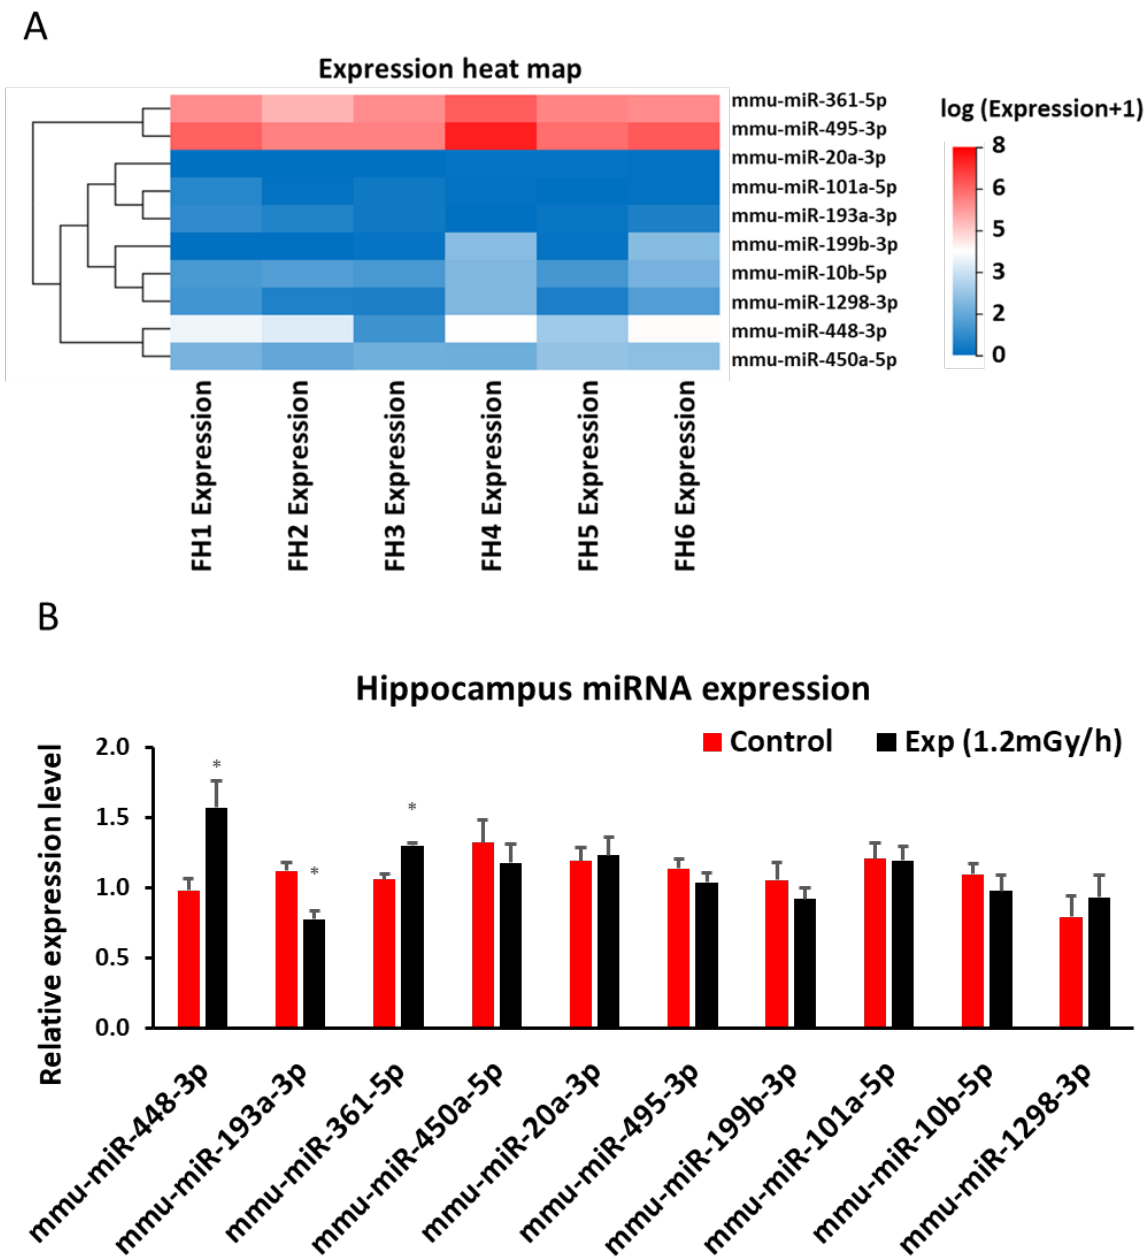 A
Expression heat map
mmu-miR-361-5p
mmu-miR-495-3p
mmu-miR-20a-3p
mmu-miR-101a-5p
mmu-miR-193a-3p
mmu-miR-199b-3p
mmu-miR-10b-5p
mmu-miR-1298-3p
mmu-miR-448-3p
mmu-miR-450a-5p
log (Expression+1)
8
6
5
3
2
0
FH1 Expression
FH2 Expression
FH3 Expression
FH4 Expression
FH5 Expression
FH6 Expression
B
Hippocampus miRNA expression
Control
Exp (1.2mGy/h)
Relative expression level
2.0
1.5
1.0
0.5
0.0
*
*
*
mmu-miR-448-3p
mmu-miR-193a-3p
mmu-miR-361-5p
mmu-miR-450a-5p
mmu-miR-20a-3p
mmu-miR-495-3p
mmu-miR-199b-3p
mmu-miR-101a-5p
mmu-miR-10b-5p
mmu-miR-1298-3p